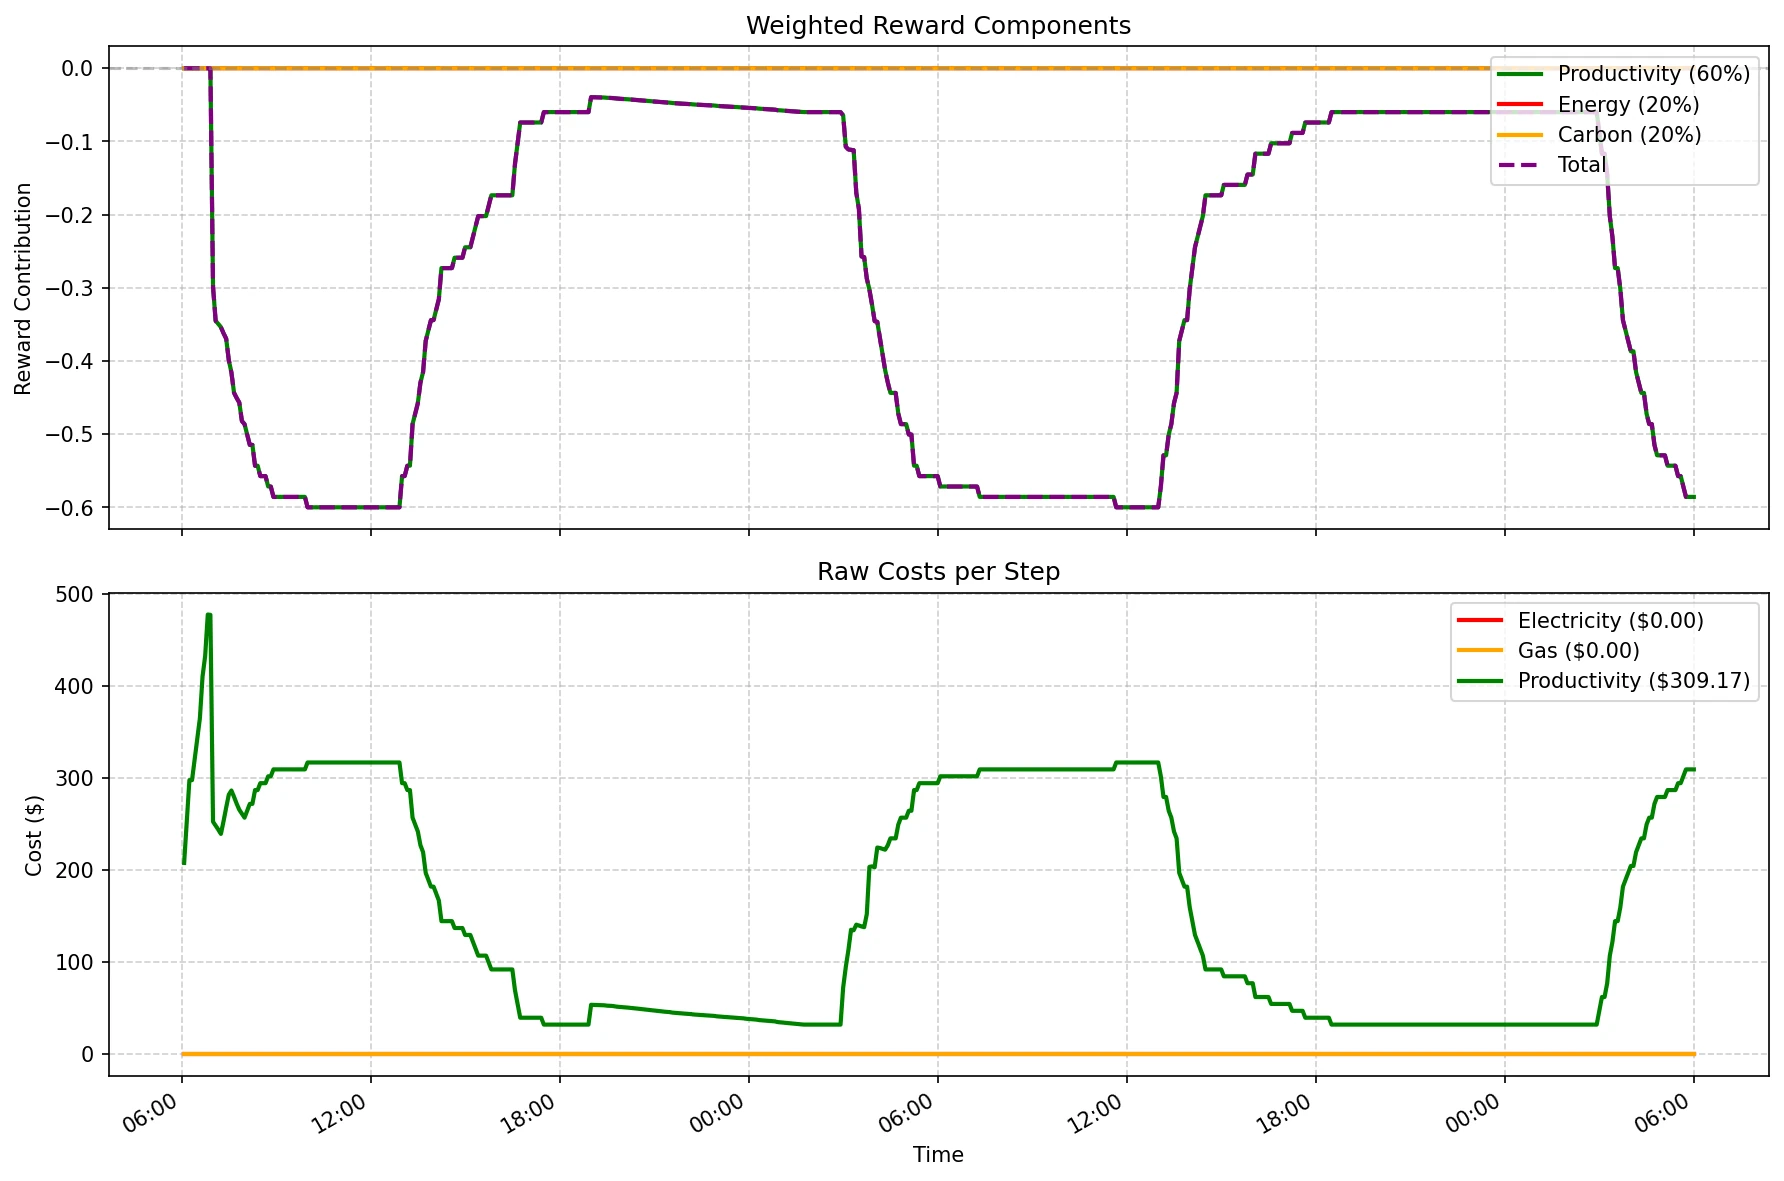 Weighted Reward Components
Reward Contribution
0.0
−0.1
−0.2
−0.3
−0.4
−0.5
−0.6
Productivity (60%)
Energy (20%)
Carbon (20%)
Total
Raw Costs per Step
Cost ($)
500
400
300
200
100
0
Electricity ($0.00)
Gas ($0.00)
Productivity ($309.17)
06:00
12:00
18:00
00:00
06:00
12:00
18:00
00:00
06:00
Time